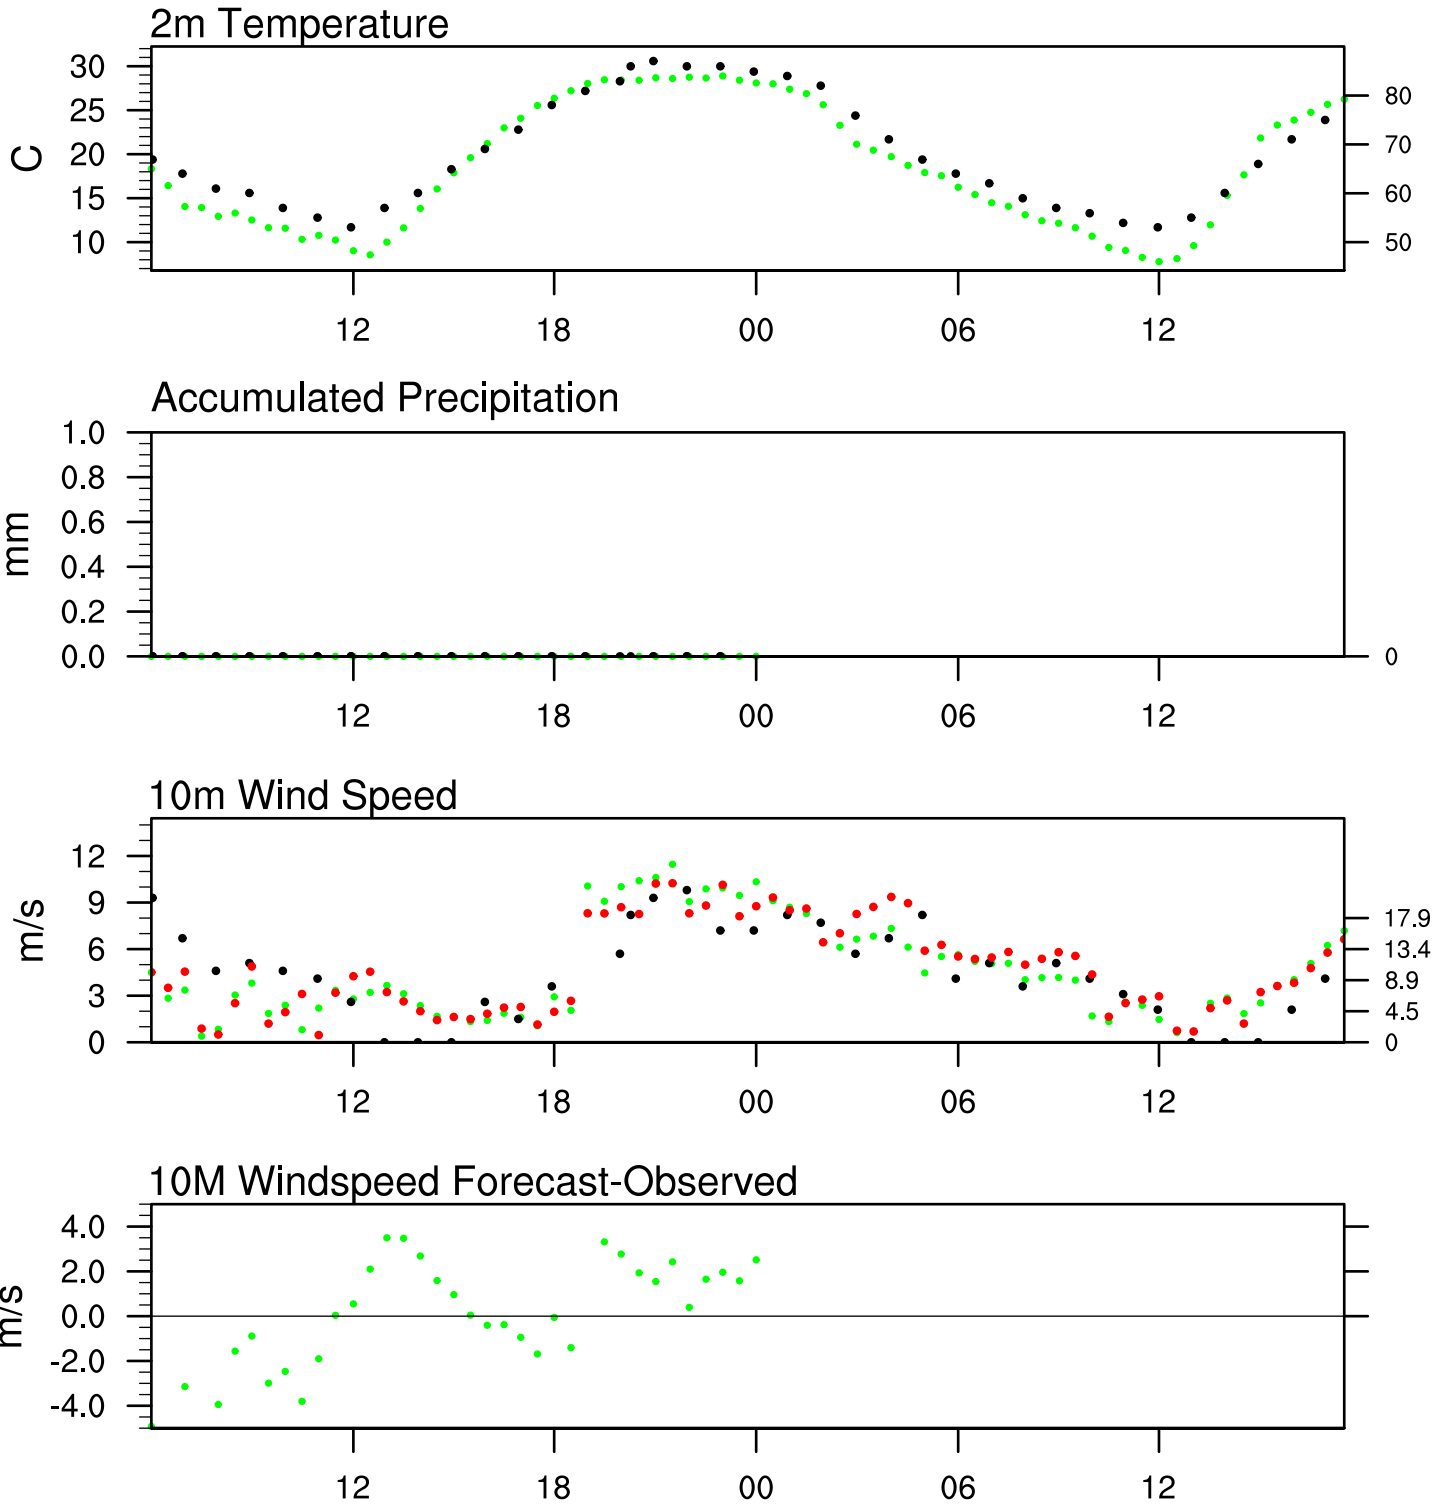 2m Temperature
30
25
20
15
10
C
80
70
60
50
12 18 00 06 12
Accumulated Precipitation
1.0
0.8
0.6
0.4
0.2
0.0
mm
0
12 18 00 06 12
10m Wind Speed
12
9
6
3
0
m/s
17.9
13.4
8.9
4.5
0
12 18 00 06 12
10M Windspeed Forecast-Observed
4.0
2.0
0.0
-2.0
-4.0
m/s
12 18 00 06 12